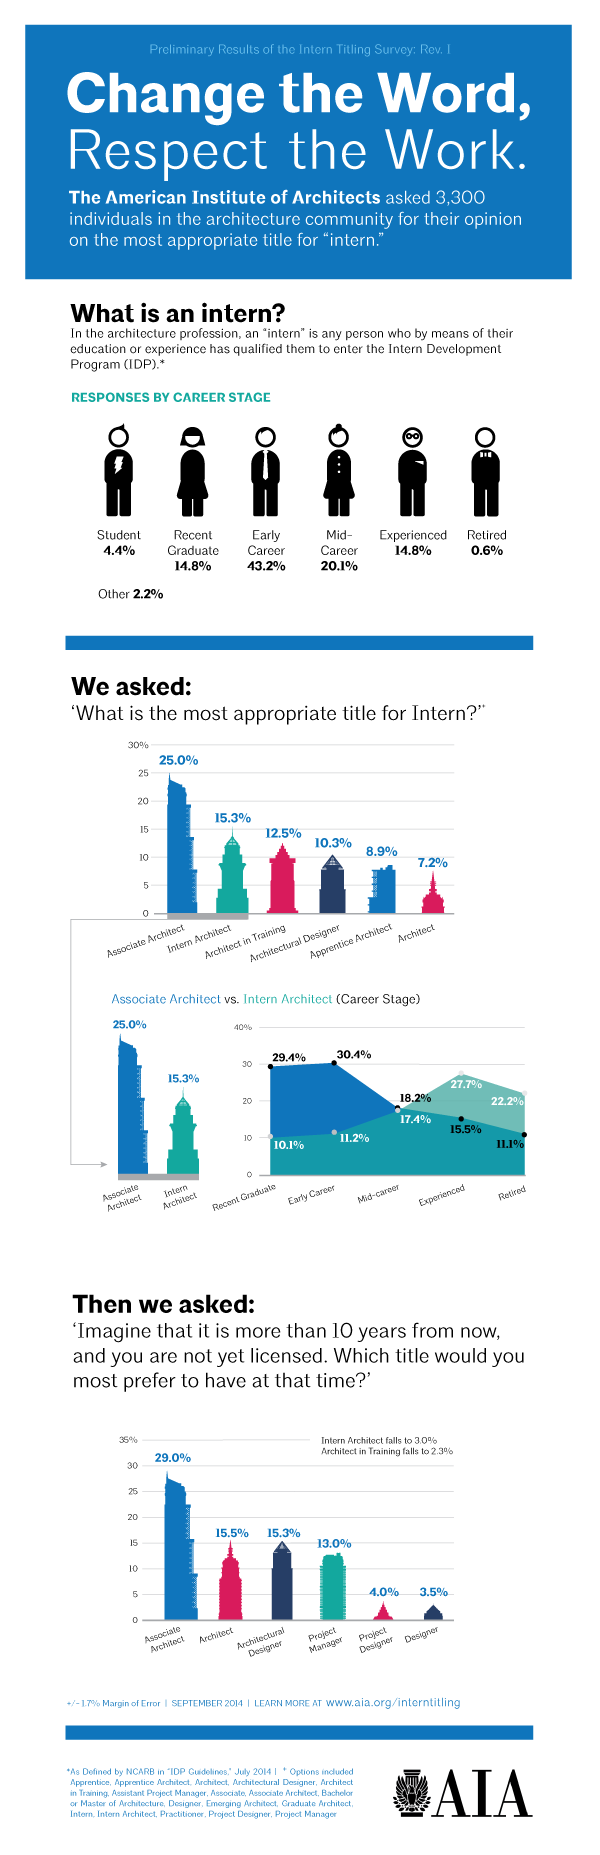 Preliminary Results of the Intern Titling Survey: Rev. I
Change the Word,
Respect the Work.
The American Institute of Architects asked 3,300
individuals in the architecture community for their opinion
on the most appropriate title for “intern.”
What is an intern?
In the architecture profession, an “intern” is any person who by means of their
education or experience has qualified them to enter the Intern Development
Program (IDP).*
RESPONSES BY CAREER STAGE
Student
4.4%
Recent
Graduate
14.8%
Early
Career
43.2%
Mid-
Career
20.1%
Experienced
14.8%
Retired
0.6%
Other 2.2%
We asked:
‘What is the most appropriate title for Intern?’⁺
30%
25
20
15
10
5
0
25.0%
15.3%
12.5%
10.3%
8.9%
7.2%
Associate Architect
Intern Architect
Architect in Training
Architectural Designer
Apprentice Architect
Architect
Associate Architect vs. Intern Architect (Career Stage)
25.0%
15.3%
Associate
Architect
Intern
Architect
40%
30
20
10
0
29.4%
30.4%
18.2%
17.4%
27.7%
22.2%
15.5%
11.1%
10.1%
11.2%
Recent Graduate
Early Career
Mid-career
Experienced
Retired
Then we asked:
‘Imagine that it is more than 10 years from now,
and you are not yet licensed. Which title would you
most prefer to have at that time?’
35%
30
25
20
15
10
5
0
Intern Architect falls to 3.0%
Architect in Training falls to 2.3%
29.0%
15.5%
15.3%
13.0%
4.0%
3.5%
Associate
Architect
Architect
Architectural
Designer
Project
Manager
Project
Designer
Designer
+/-1.7% Margin of Error | SEPTEMBER 2014 | LEARN MORE AT www.aia.org/interntitling
*As Defined by NCARB in “IDP Guidelines,” July 2014 | ⁺ Options included
Apprentice, Apprentice Architect, Architect, Architectural Designer, Architect
in Training, Assistant Project Manager, Associate, Associate Architect, Bachelor
or Master of Architecture, Designer, Emerging Architect, Graduate Architect,
Intern, Intern Architect, Practitioner, Project Designer, Project Manager
AIA